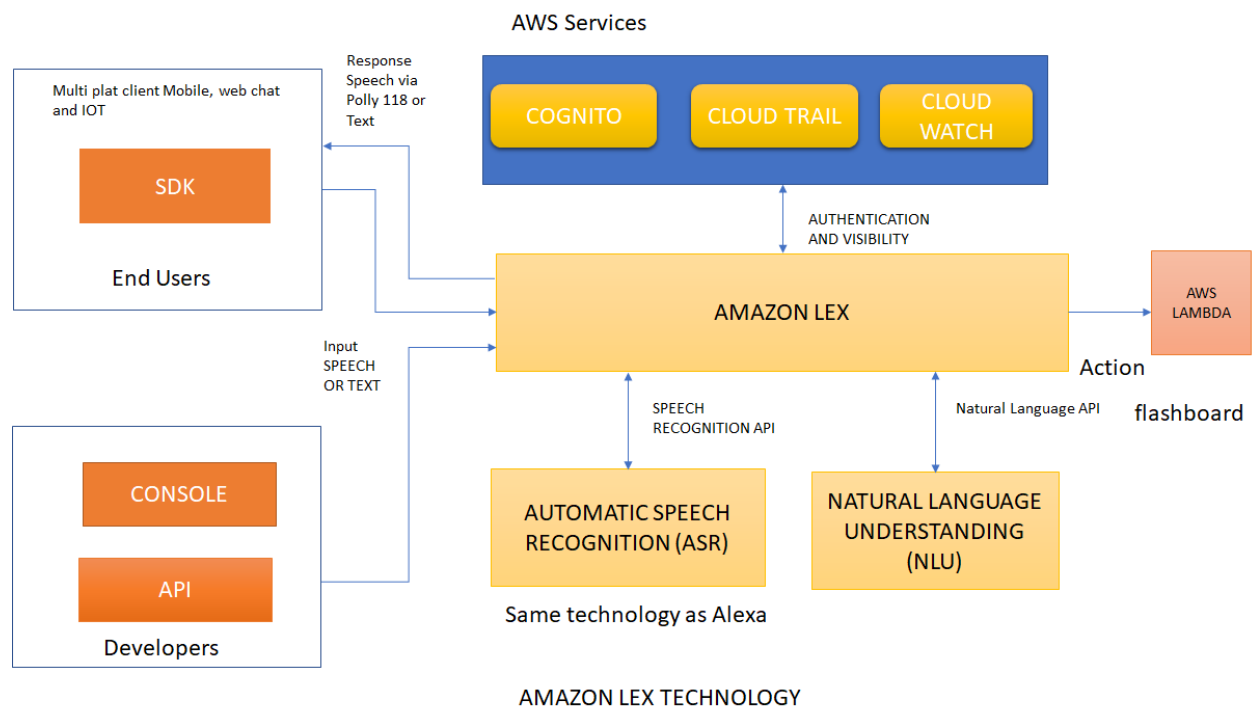 AWS Services
Response
Speech via
Polly 118 or
Text
Multi plat client Mobile, web chat
and IOT
SDK
End Users
COGNITO
CLOUD TRAIL
CLOUD
WATCH
AUTHENTICATION
AND VISIBILITY
AMAZON LEX
AWS
LAMBDA
Action
flashboard
Input
SPEECH
OR TEXT
SPEECH
RECOGNITION API
Natural Language API
CONSOLE
API
Developers
AUTOMATIC SPEECH
RECOGNITION (ASR)
NATURAL LANGUAGE
UNDERSTANDING
(NLU)
Same technology as Alexa
AMAZON LEX TECHNOLOGY